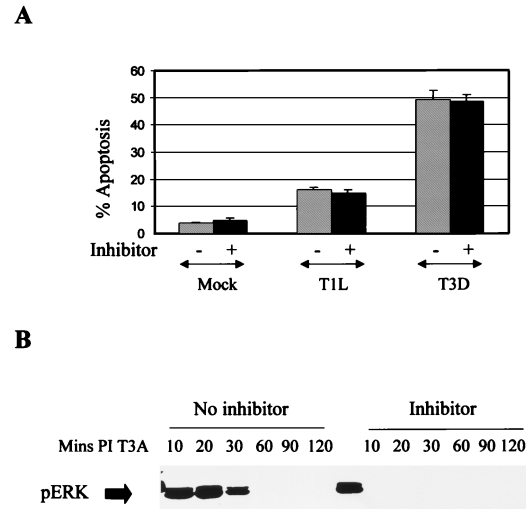 A
60
50
40
30
20
10
0
% Apoptosis
Inhibitor - + - + - +
Mock T1L T3D
B
No inhibitor Inhibitor
Mins PI T3A 10 20 30 60 90 120 10 20 30 60 90 120
pERK